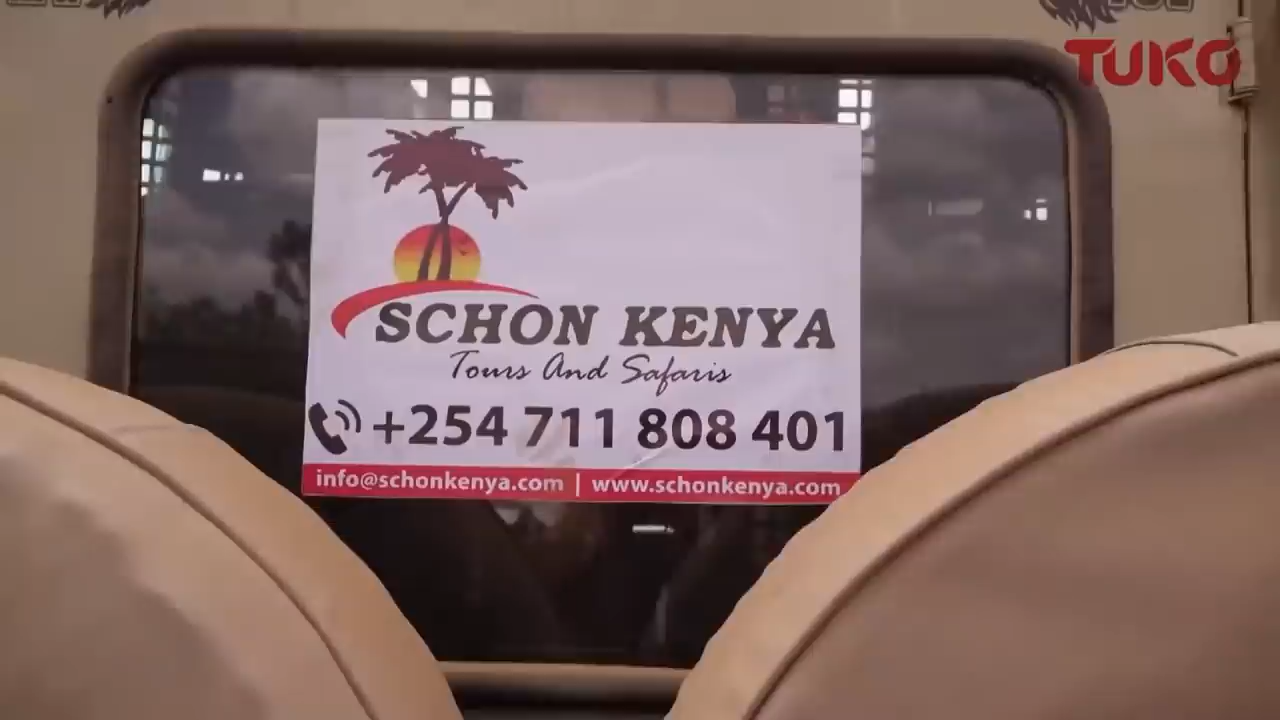 TUKO
SCHON KENYA
Tours And Safaris
+254 711 808 401
info@schonkenya.com | www.schonkenya.com